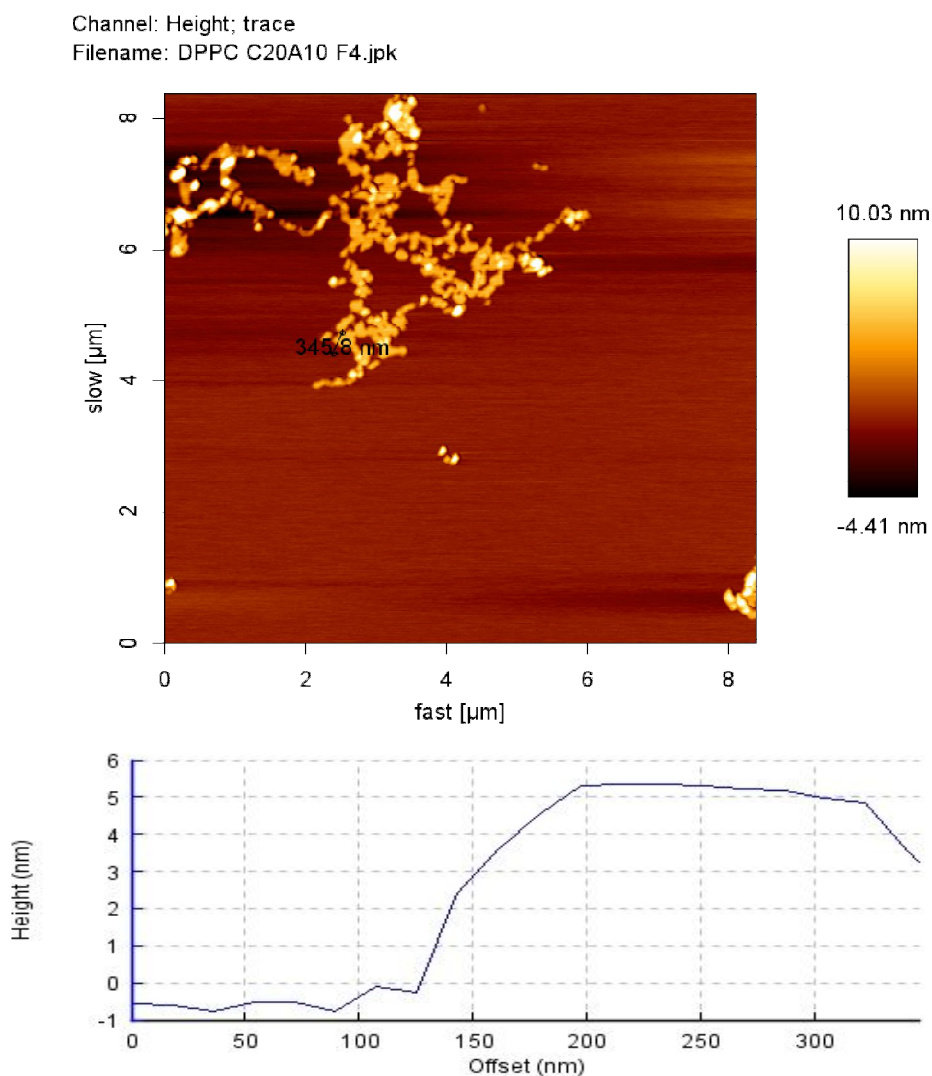 Channel: Height; trace
Filename: DPPC C20A10 F4.jpk
8
6
4
2
0
slow [µm]
345.8 nm
0 2 4 6 8
fast [µm]
10.03 nm
-4.41 nm
6
5
4
3
2
1
0
-1
Height (nm)
0 50 100 150 200 250 300
Offset (nm)